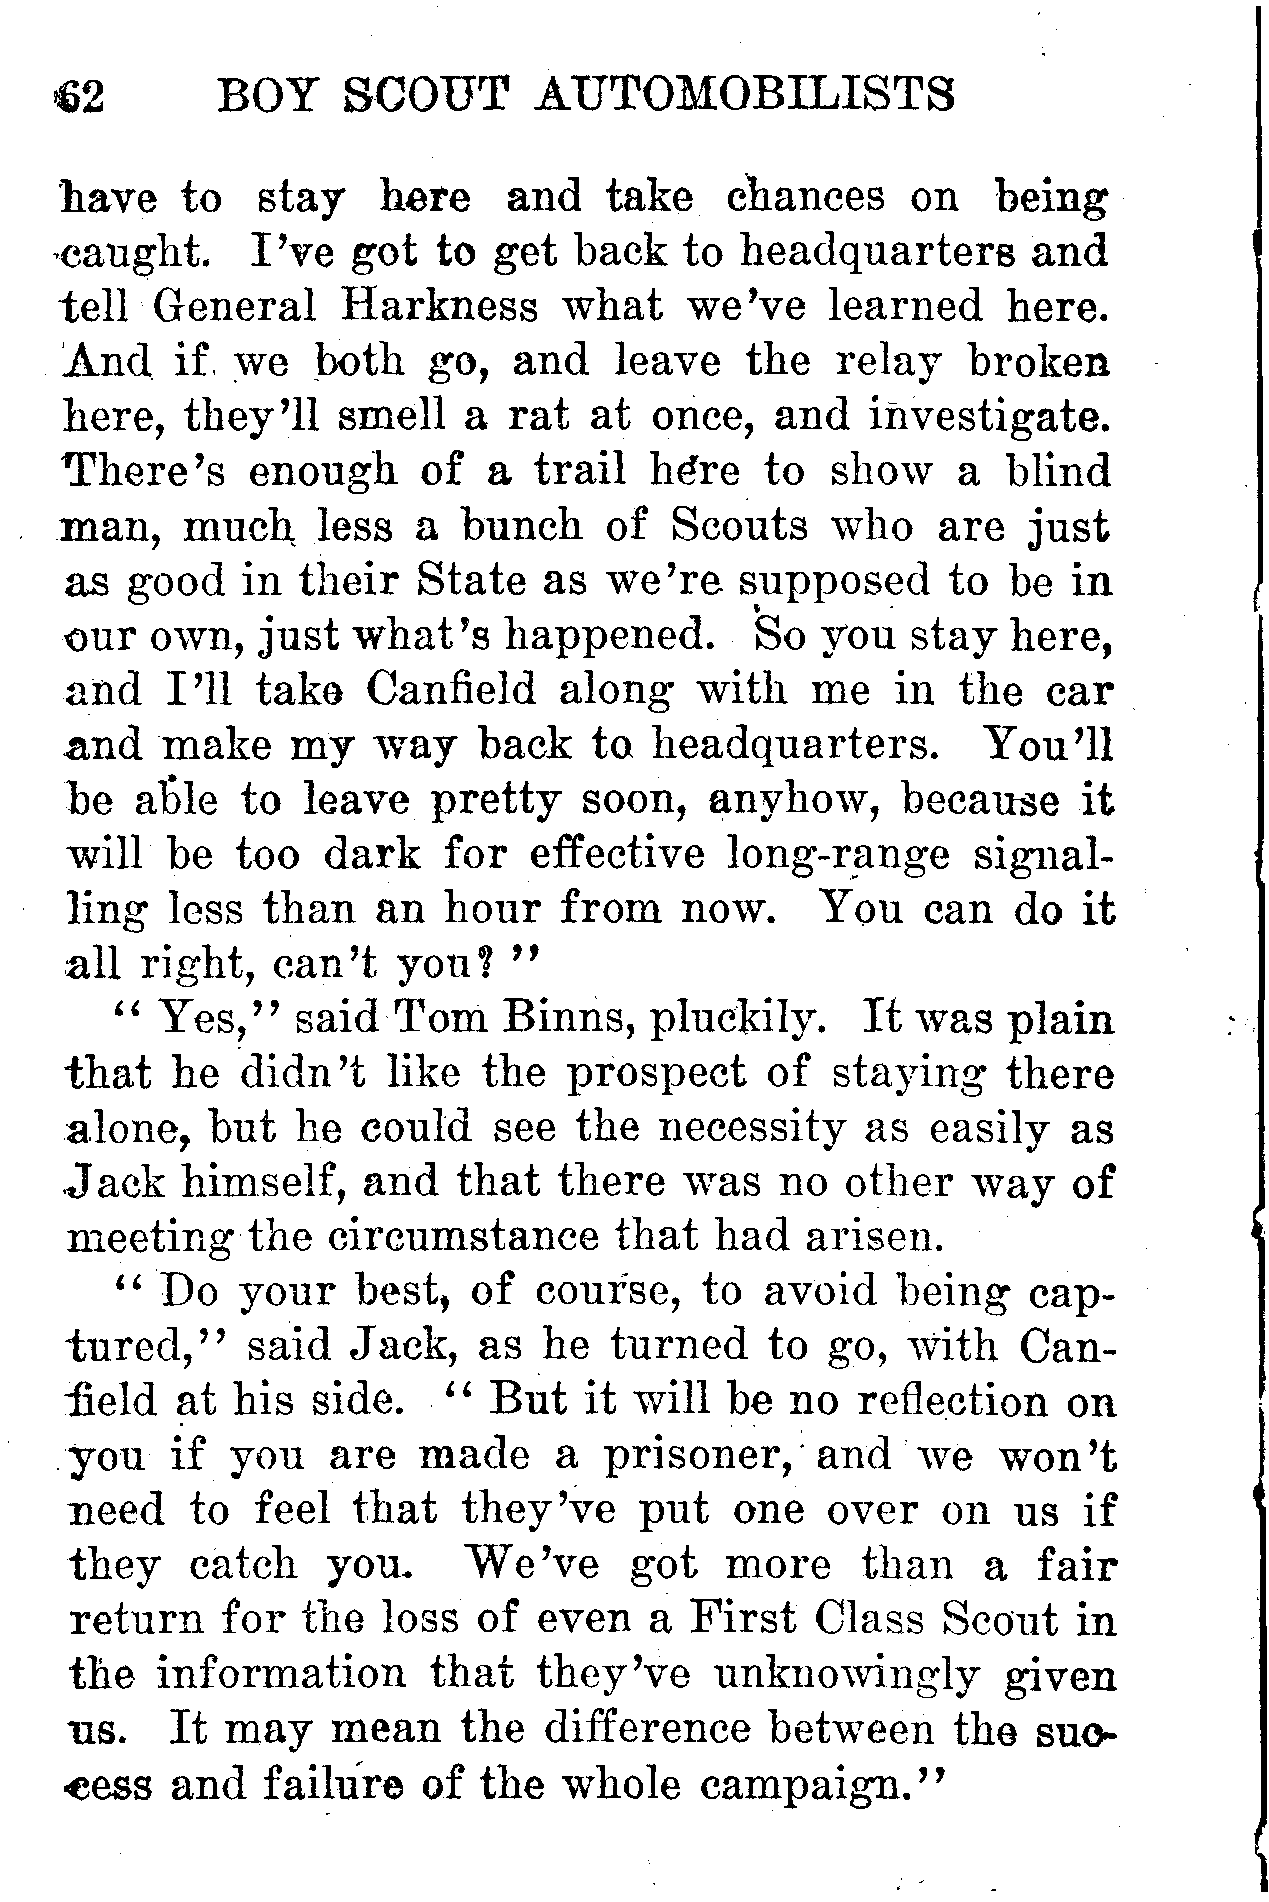 62 BOY SCOUT AUTOMOBILISTS
have to stay here and take chances on being
caught. I've got to get back to headquarters and
tell General Harkness what we've learned here.
And if we both go, and leave the relay broken
here, they'll smell a rat at once, and investigate.
There's enough of a trail here to show a blind
man, much less a bunch of Scouts who are just
as good in their State as we're supposed to be in
our own, just what's happened. So you stay here,
and I'll take Canfield along with me in the car
and make my way back to headquarters. You'll
be able to leave pretty soon, anyhow, because it
will be too dark for effective long-range signal-
ling less than an hour from now. You can do it
all right, can't you?"
"Yes," said Tom Binns, pluckily. It was plain
that he didn't like the prospect of staying there
alone, but he could see the necessity as easily as
Jack himself, and that there was no other way of
meeting the circumstance that had arisen.
"Do your best, of course, to avoid being cap-
tured," said Jack, as he turned to go, with Can-
field at his side. "But it will be no reflection on
you if you are made a prisoner, and we won't
need to feel that they've put one over on us if
they catch you. We've got more than a fair
return for the loss of even a First Class Scout in
the information that they've unknowingly given
us. It may mean the difference between the suc-
cess and failure of the whole campaign."